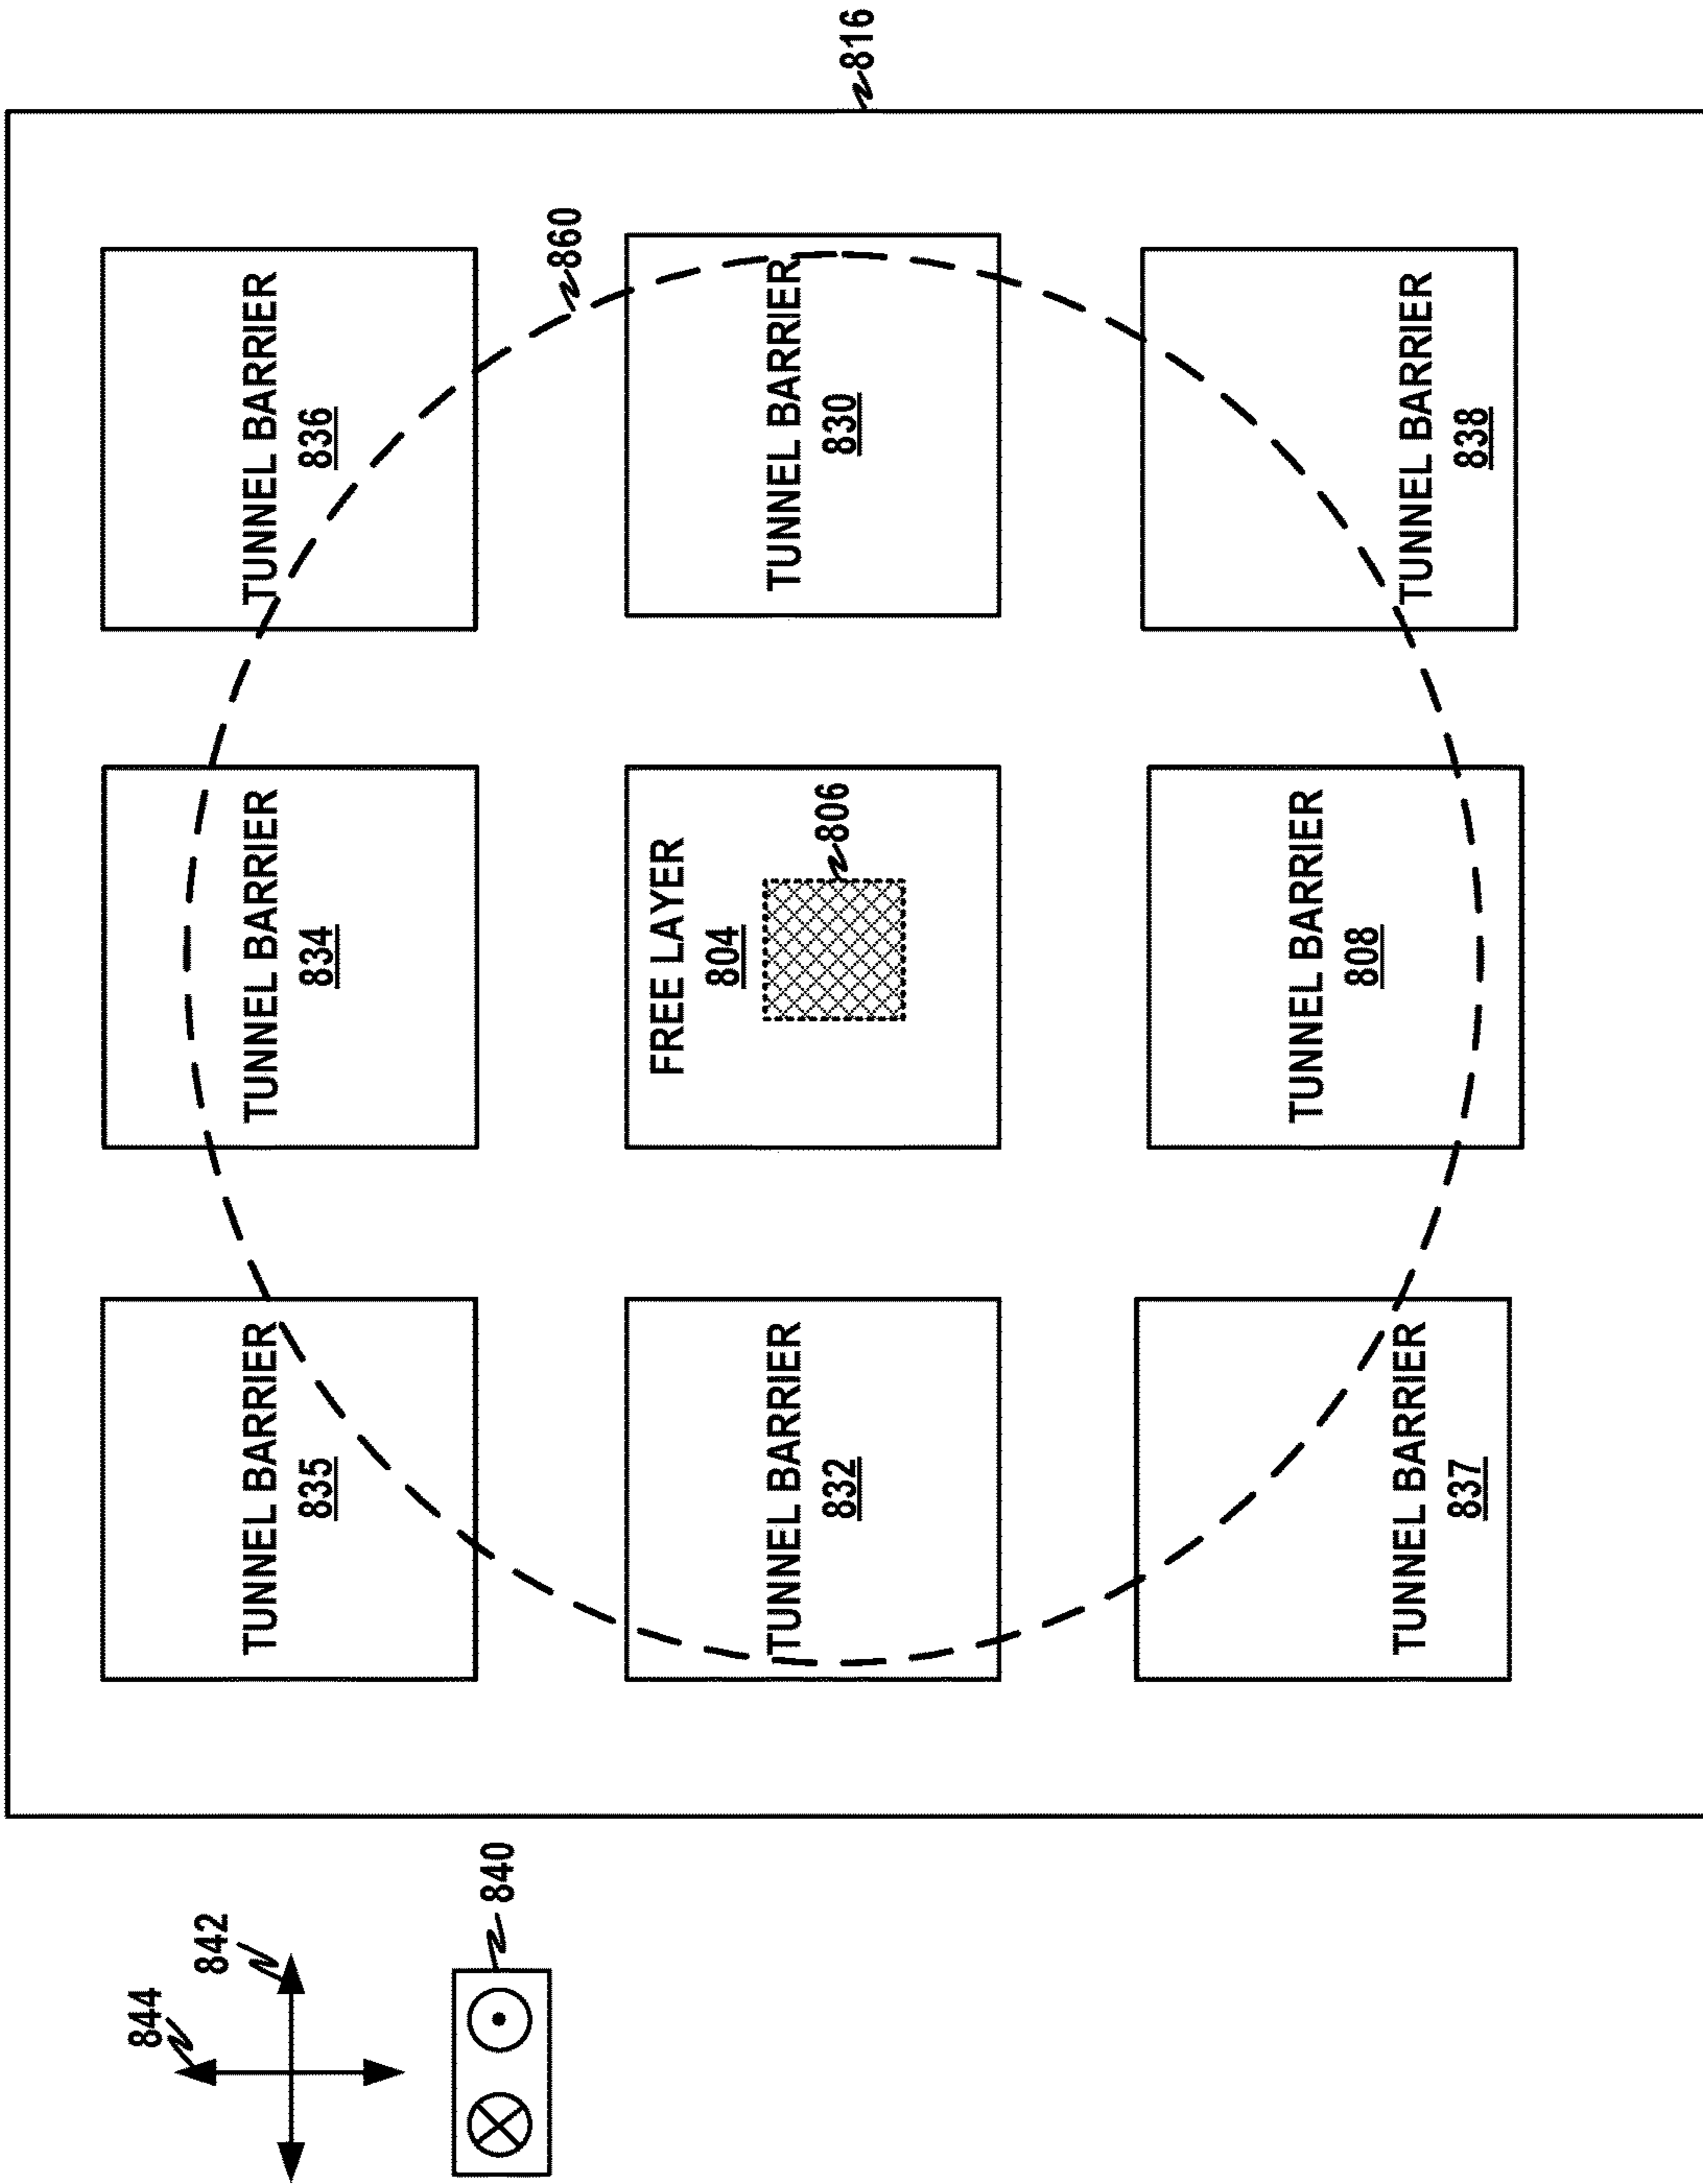 844
842
840
TUNNEL BARRIER
835
TUNNEL BARRIER
834
TUNNEL BARRIER
836
860
TUNNEL BARRIER
832
FREE LAYER
804
806
TUNNEL BARRIER
830
816
TUNNEL BARRIER
837
TUNNEL BARRIER
808
TUNNEL BARRIER
838